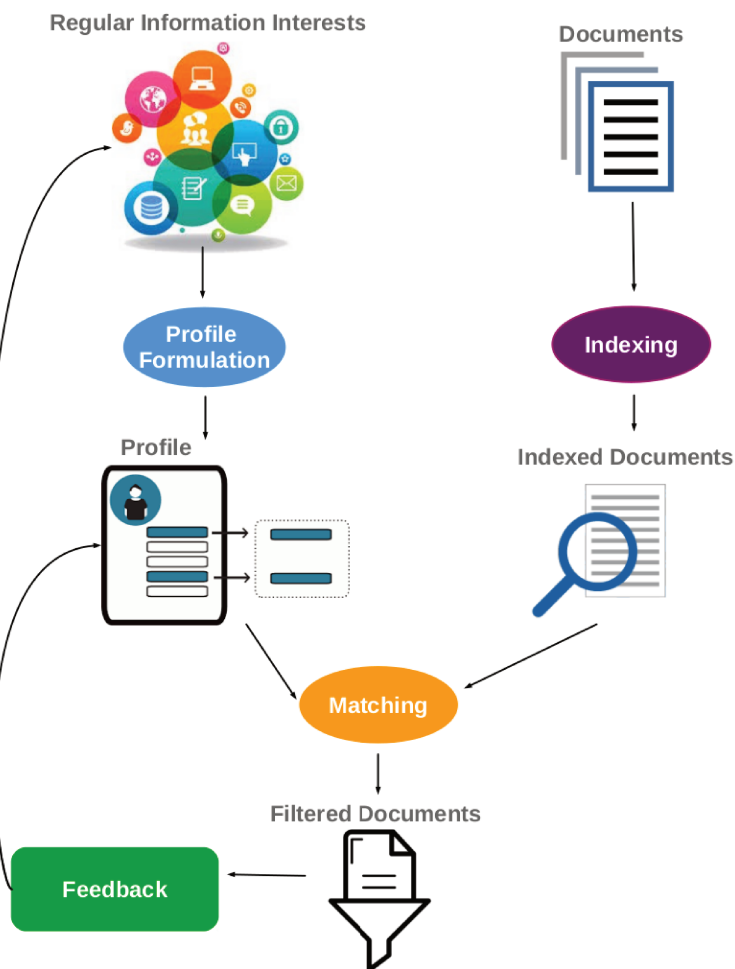 Regular Information Interests
Documents
Profile
Formulation
Indexing
Profile
Indexed Documents
Matching
Filtered Documents
Feedback